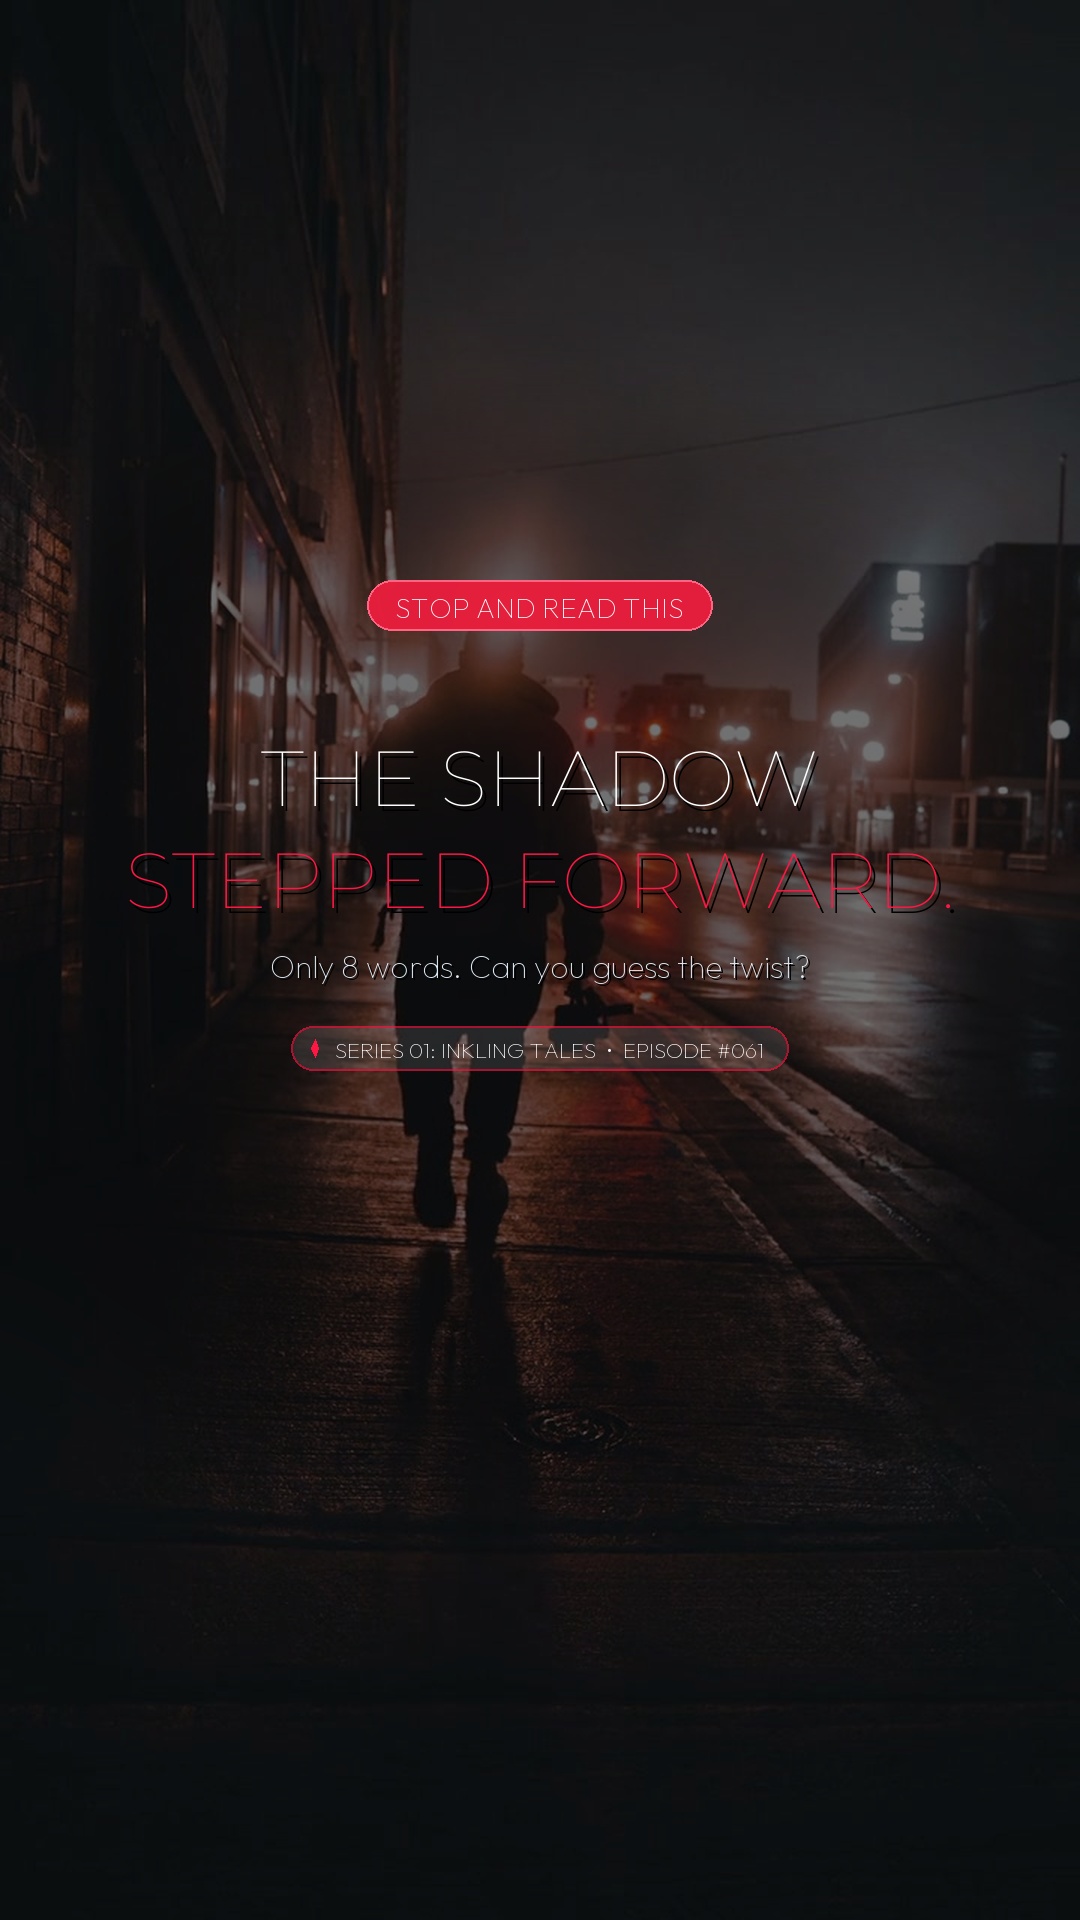 STOP AND READ THIS
THE SHADOW
STEPPED FORWARD.
Only 8 words. Can you guess the twist?
SERIES 01: INKLING TALES • EPISODE #061